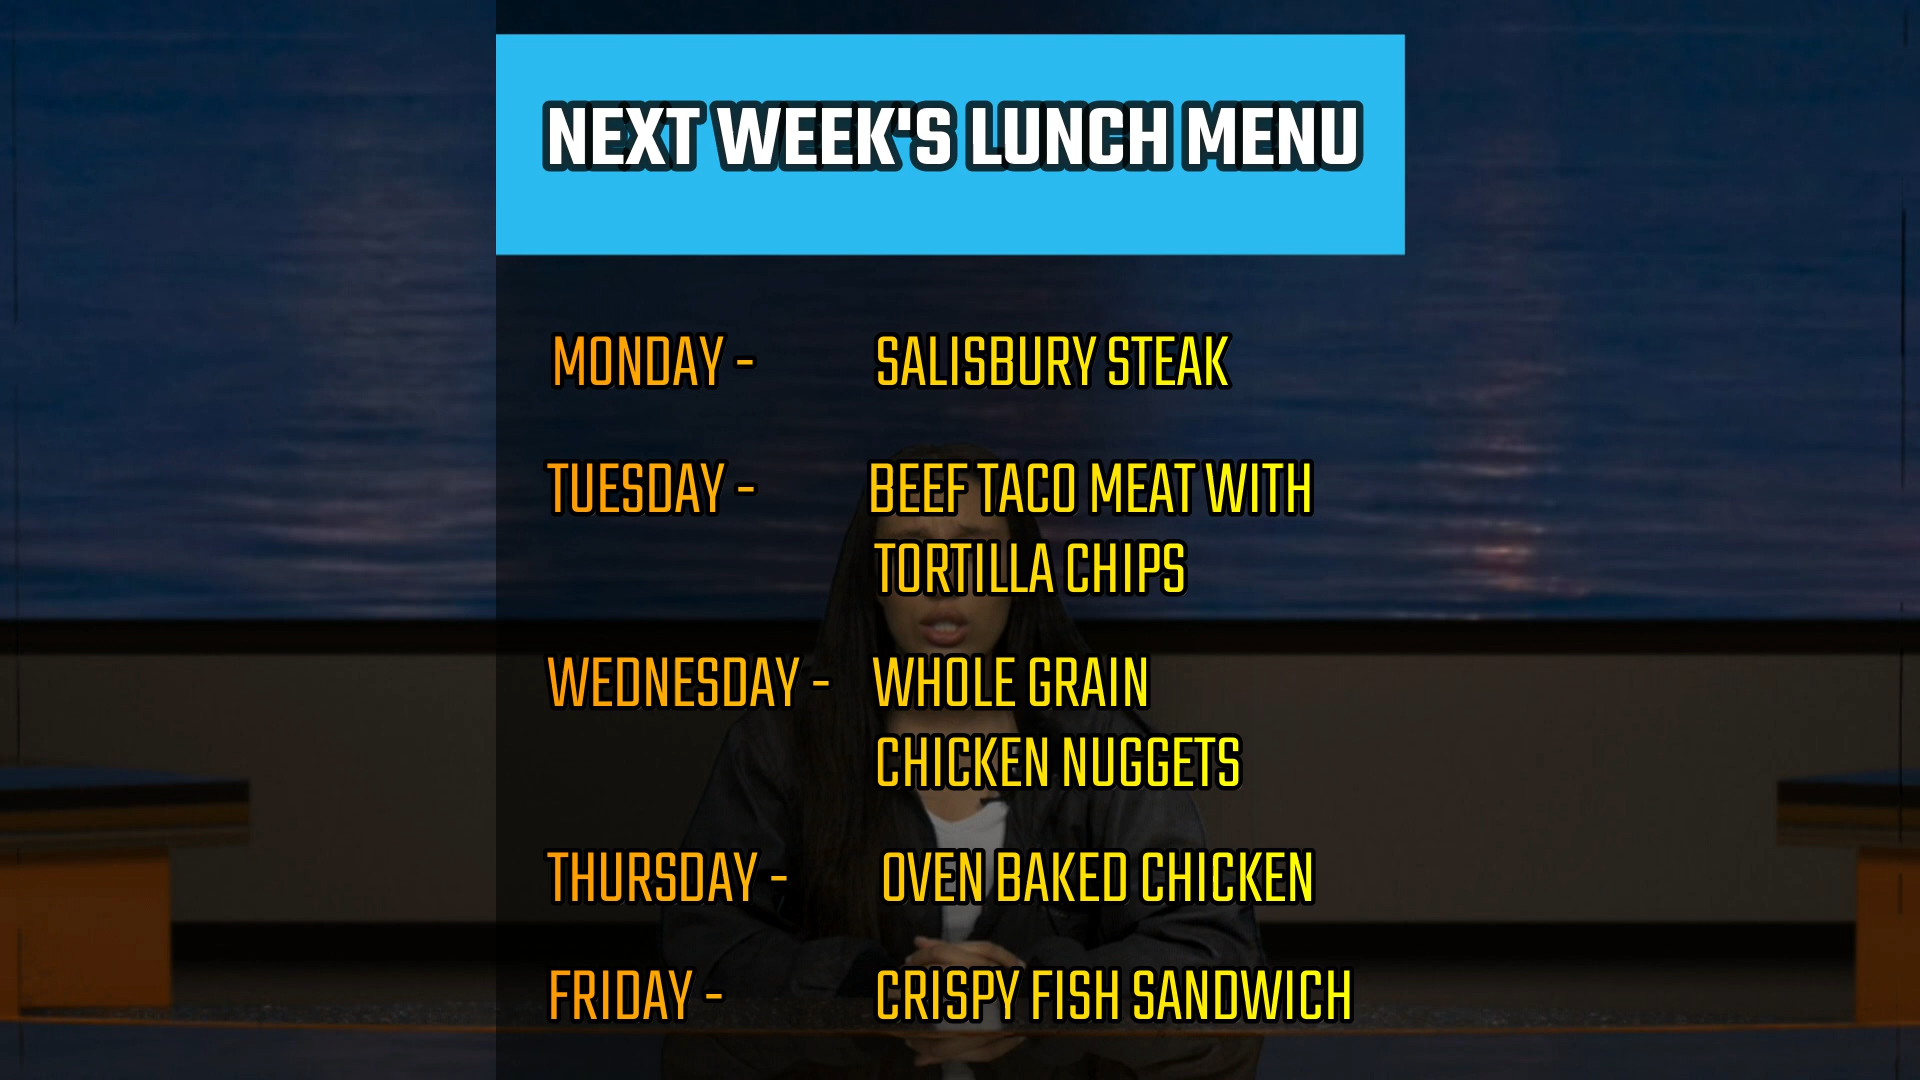 NEXT WEEK'S LUNCH MENU
MONDAY - SALISBURY STEAK
TUESDAY - BEEF TACO MEAT WITH
TORTILLA CHIPS
WEDNESDAY - WHOLE GRAIN
CHICKEN NUGGETS
THURSDAY - OVEN BAKED CHICKEN
FRIDAY - CRISPY FISH SANDWICH